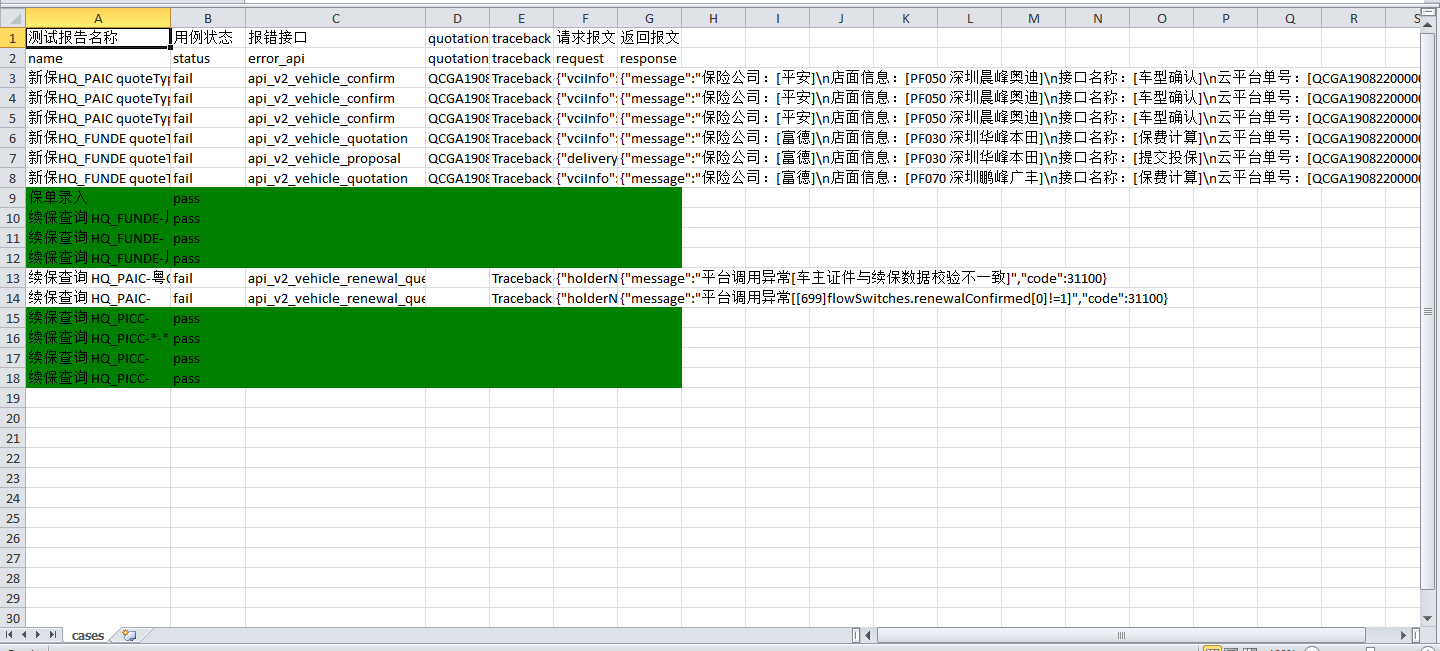 A B C D E F G H I J K L M N O P Q R S
1 测试报告名称 用例状态 报错接口 quotation traceback 请求报文 返回报文
2 name status error_api quotation traceback request response
3 新保HQ_PAIC quoteTyp fail api_v2_vehicle_confirm QCGA1908 Traceback {"vciInfo": {"message":"保险公司：[平安]\n店面信息：[PF050 深圳晨峰奥迪]\n接口名称：[车型确认]\n云平台单号：[QCGA19082200000
4 新保HQ_PAIC quoteTyp fail api_v2_vehicle_confirm QCGA1908 Traceback {"vciInfo": {"message":"保险公司：[平安]\n店面信息：[PF050 深圳晨峰奥迪]\n接口名称：[车型确认]\n云平台单号：[QCGA19082200000
5 新保HQ_PAIC quoteTyp fail api_v2_vehicle_confirm QCGA1908 Traceback {"vciInfo": {"message":"保险公司：[平安]\n店面信息：[PF050 深圳晨峰奥迪]\n接口名称：[车型确认]\n云平台单号：[QCGA19082200000
6 新保HQ_FUNDE quoteT fail api_v2_vehicle_quotation QCGA1908 Traceback {"vciInfo": {"message":"保险公司：[富德]\n店面信息：[PF030 深圳华峰本田]\n接口名称：[保费计算]\n云平台单号：[QCGA19082200000
7 新保HQ_FUNDE quoteT fail api_v2_vehicle_proposal QCGA1908 Traceback {"delivery {"message":"保险公司：[富德]\n店面信息：[PF030 深圳华峰本田]\n接口名称：[提交投保]\n云平台单号：[QCGA19082200000
8 新保HQ_FUNDE quoteT fail api_v2_vehicle_quotation QCGA1908 Traceback {"vciInfo": {"message":"保险公司：[富德]\n店面信息：[PF070 深圳鹏峰广丰]\n接口名称：[保费计算]\n云平台单号：[QCGA19082200000
9 保单录入 pass
10 续保查询 HQ_FUNDE- pass
11 续保查询 HQ_FUNDE- pass
12 续保查询 HQ_FUNDE- pass
13 续保查询 HQ_PAIC-粤 fail api_v2_vehicle_renewal_que Traceback {"holderN {"message":"平台调用异常[车主证件与续保数据校验不一致]","code":31100}
14 续保查询 HQ_PAIC- fail api_v2_vehicle_renewal_que Traceback {"holderN {"message":"平台调用异常[[699]flowSwitches.renewalConfirmed[0]!=1]","code":31100}
15 续保查询 HQ_PICC- pass
16 续保查询 HQ_PICC-*-* pass
17 续保查询 HQ_PICC- pass
18 续保查询 HQ_PICC- pass
19
20
21
22
23
24
25
26
27
28
29
30
cases